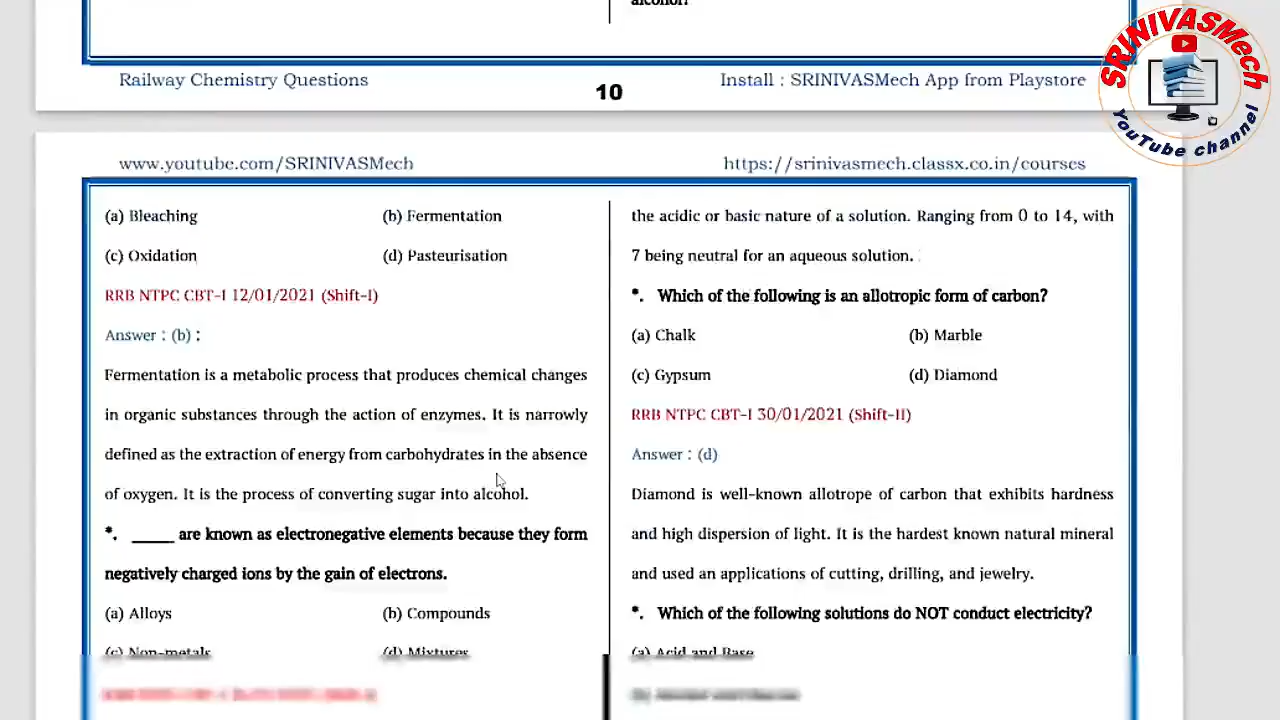 alcohol?
Railway Chemistry Questions
10
Install : SRINIVASMech App from Playstore
SRINIVASMech
YouTube channel
www.youtube.com/SRINIVASMech
https://srinivasmech.classx.co.in/courses
(a) Bleaching (b) Fermentation
(c) Oxidation (d) Pasteurisation
RRB NTPC CBT-I 12/01/2021 (Shift-I)
Answer : (b) :
Fermentation is a metabolic process that produces chemical changes
in organic substances through the action of enzymes. It is narrowly
defined as the extraction of energy from carbohydrates in the absence
of oxygen. It is the process of converting sugar into alcohol.
*. _____ are known as electronegative elements because they form
negatively charged ions by the gain of electrons.
(a) Alloys (b) Compounds
(c) Non-metals (d) Mixtures
the acidic or basic nature of a solution. Ranging from 0 to 14, with
7 being neutral for an aqueous solution.
*. Which of the following is an allotropic form of carbon?
(a) Chalk (b) Marble
(c) Gypsum (d) Diamond
RRB NTPC CBT-I 30/01/2021 (Shift-II)
Answer : (d)
Diamond is well-known allotrope of carbon that exhibits hardness
and high dispersion of light. It is the hardest known natural mineral
and used an applications of cutting, drilling, and jewelry.
*. Which of the following solutions do NOT conduct electricity?
(a) Acid and Base